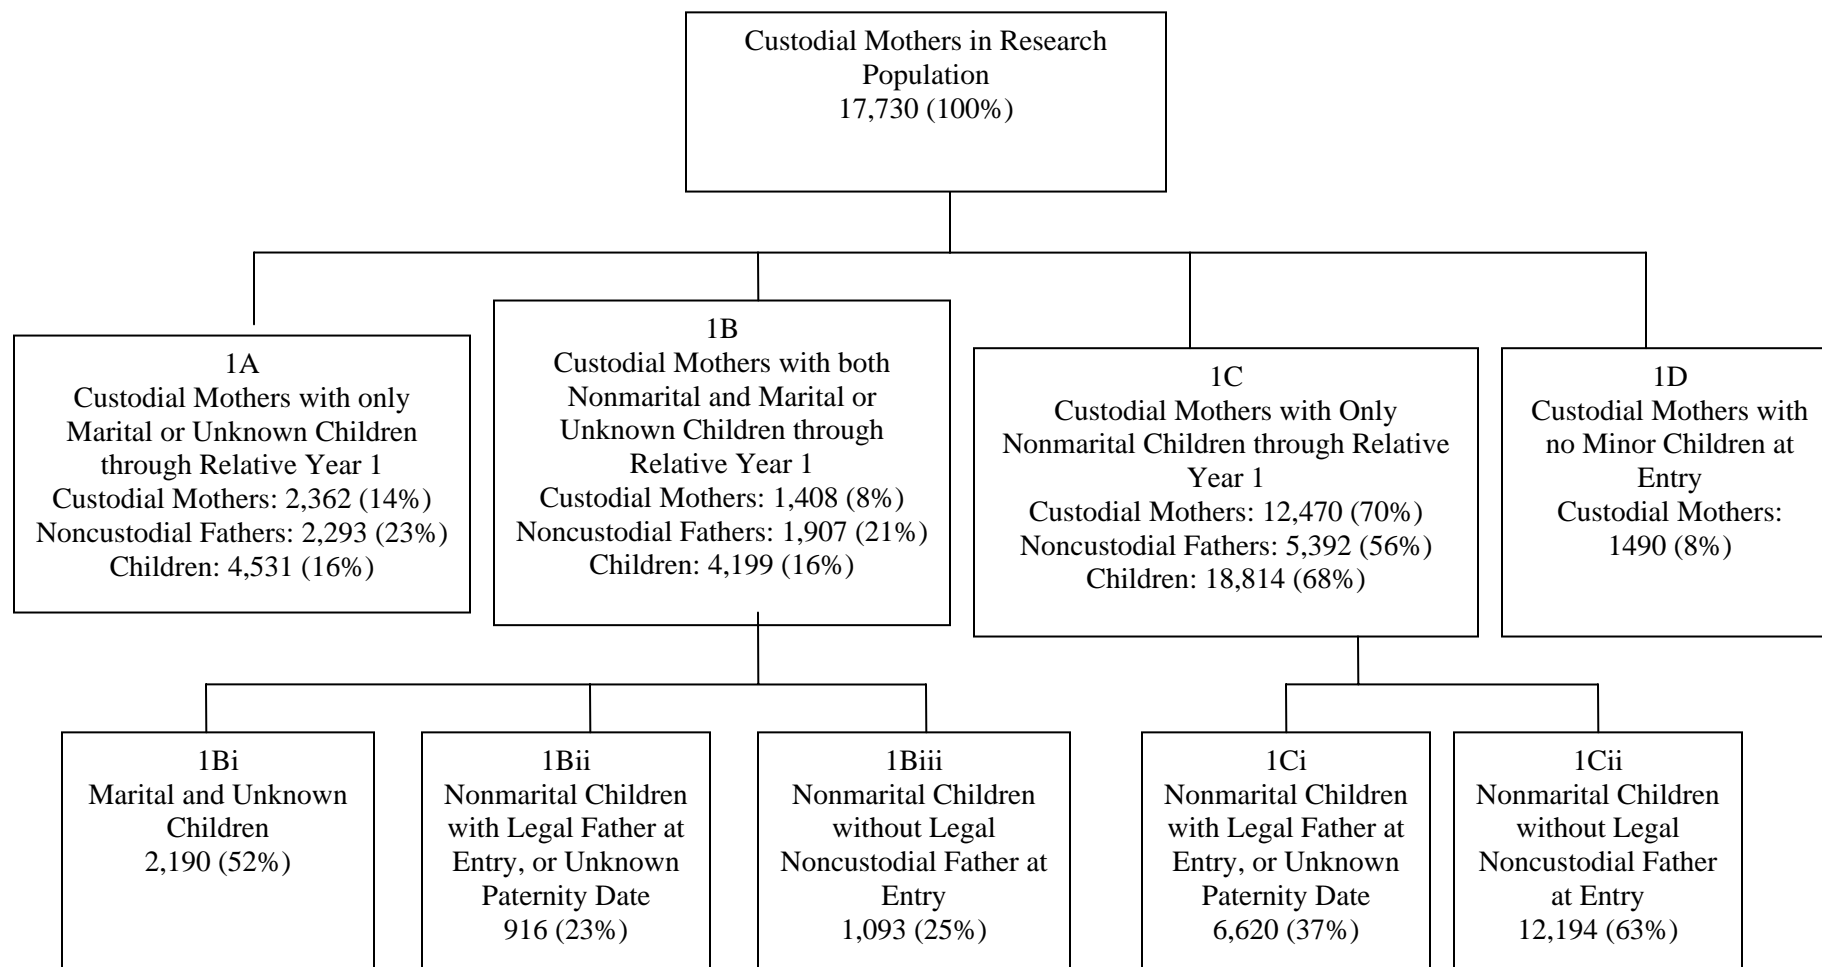 Custodial Mothers in Research
Population
17,730 (100%)
1A
Custodial Mothers with only
Marital or Unknown Children
through Relative Year 1
Custodial Mothers: 2,362 (14%)
Noncustodial Fathers: 2,293 (23%)
Children: 4,531 (16%)
1B
Custodial Mothers with both
Nonmarital and Marital or
Unknown Children through
Relative Year 1
Custodial Mothers: 1,408 (8%)
Noncustodial Fathers: 1,907 (21%)
Children: 4,199 (16%)
1C
Custodial Mothers with Only
Nonmarital Children through Relative
Year 1
Custodial Mothers: 12,470 (70%)
Noncustodial Fathers: 5,392 (56%)
Children: 18,814 (68%)
1D
Custodial Mothers with
no Minor Children at
Entry
Custodial Mothers:
1490 (8%)
1Bi
Marital and Unknown
Children
2,190 (52%)
1Bii
Nonmarital Children
with Legal Father at
Entry, or Unknown
Paternity Date
916 (23%)
1Biii
Nonmarital Children
without Legal
Noncustodial Father at
Entry
1,093 (25%)
1Ci
Nonmarital Children
with Legal Father at
Entry, or Unknown
Paternity Date
6,620 (37%)
1Cii
Nonmarital Children
without Legal
Noncustodial Father
at Entry
12,194 (63%)